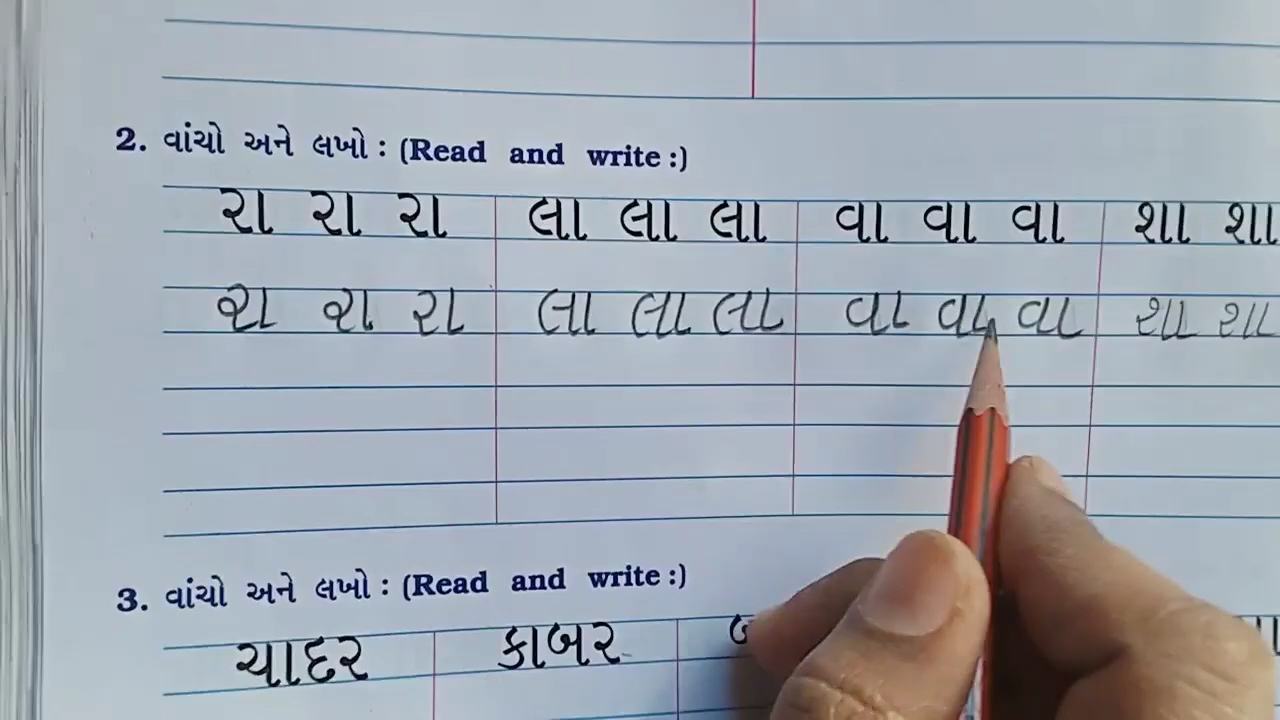 2. વાંચો અને લખો : (Read and write :)
રા રા રા લા લા લા વા વા વા શા શા
રા રા રા લા લા લા વા વા વા શા શા
3. વાંચો અને લખો : (Read and write :)
ચાદર કાબર